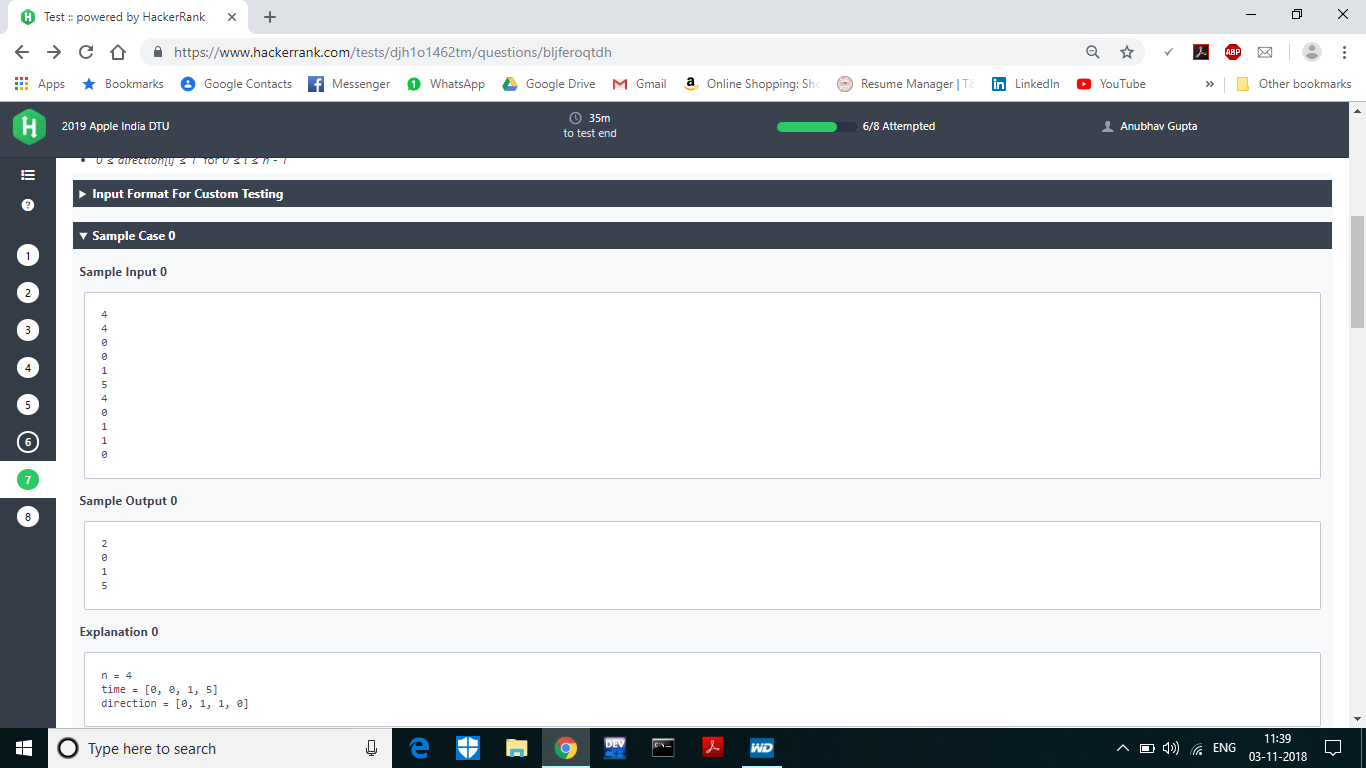 Test :: powered by HackerRank
https://www.hackerrank.com/tests/djh1o1462tm/questions/bljferoqtdh
ABP
Apps Bookmarks Google Contacts Messenger WhatsApp Google Drive Gmail Online Shopping: Sho Resume Manager | T& LinkedIn YouTube » Other bookmarks
2019 Apple India DTU
35m
to test end
6/8 Attempted
Anubhav Gupta
• 0 ≤ direction[i] ≤ 1 for 0 ≤ i ≤ n - 1
Input Format For Custom Testing
Sample Case 0
Sample Input 0
4
4
0
0
1
5
4
0
1
1
0
Sample Output 0
2
0
1
5
Explanation 0
n = 4
time = [0, 0, 1, 5]
direction = [0, 1, 1, 0]
?
1
2
3
4
5
6
7
8
Type here to search
DEV
WD
ENG
11:39
03-11-2018